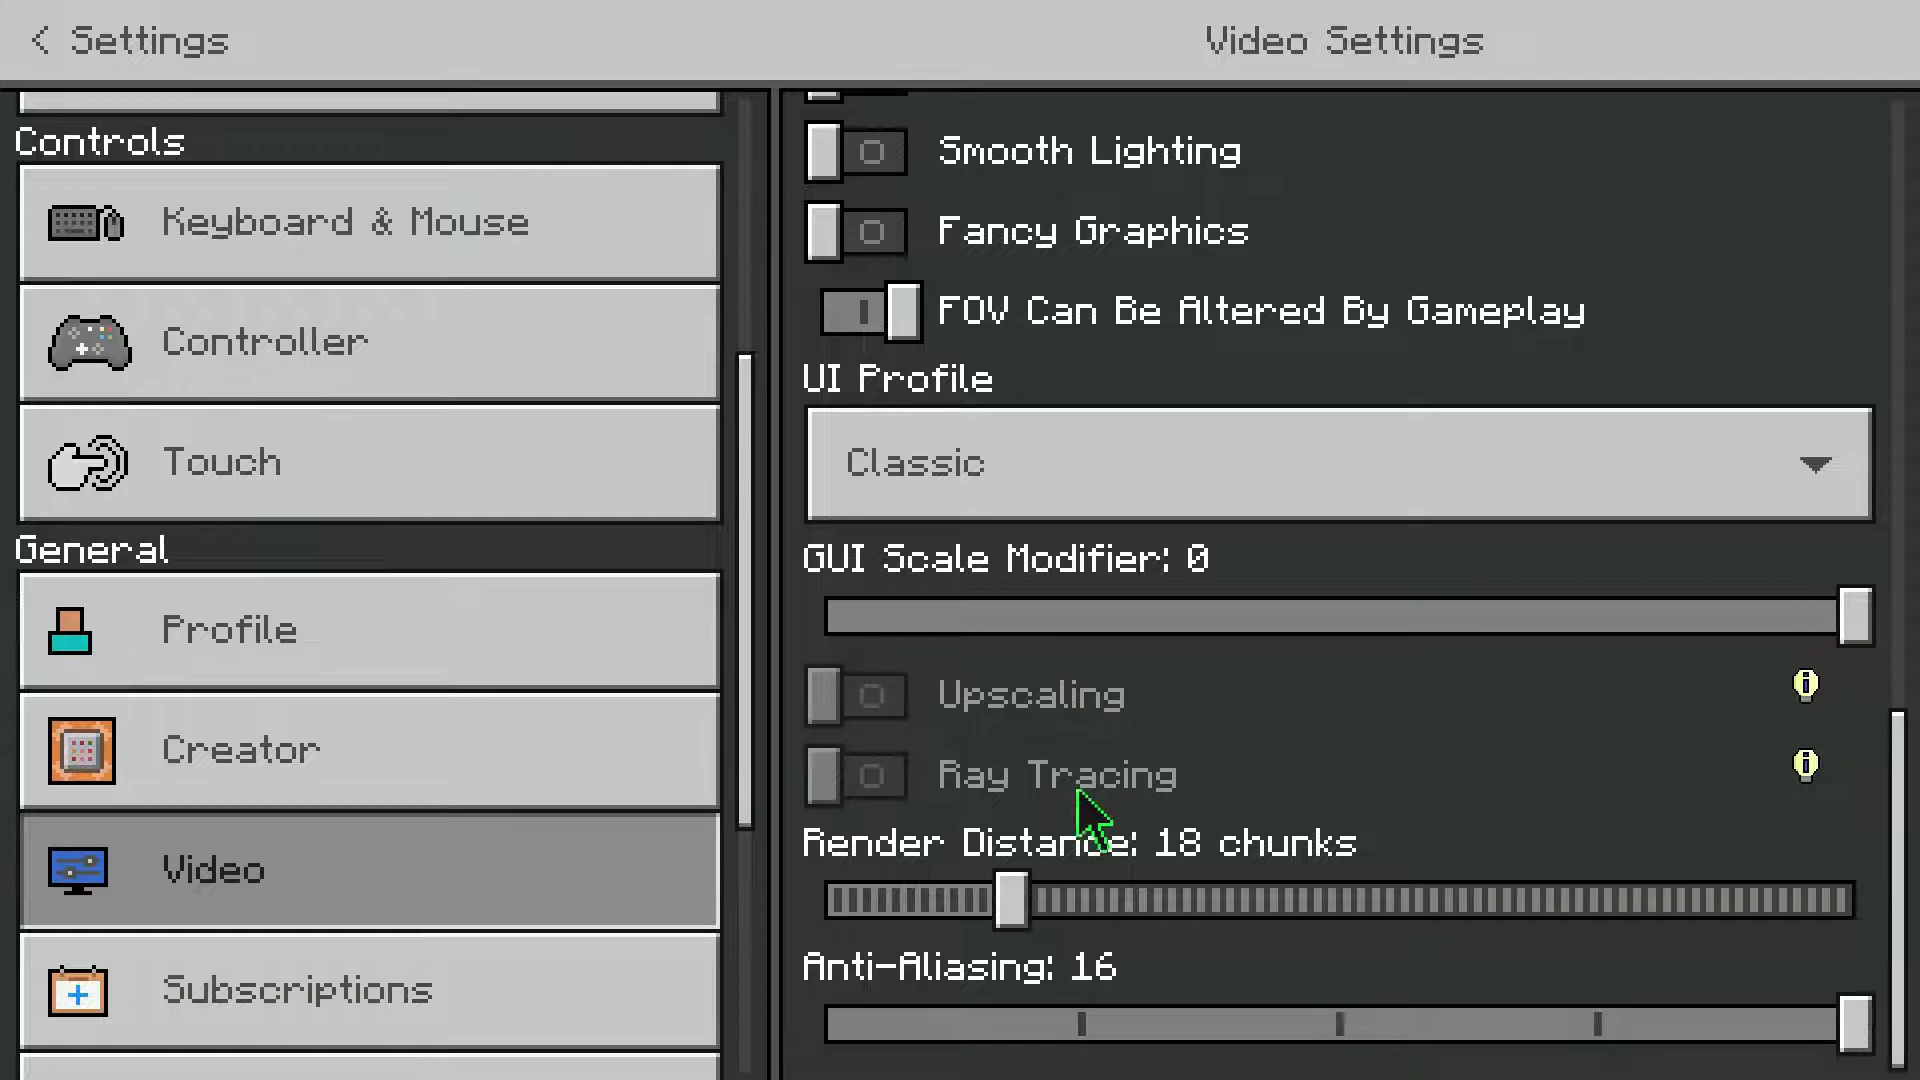 Settings
Video Settings
Controls
Keyboard & Mouse
Controller
Touch
General
Profile
Creator
Video
Subscriptions
Smooth Lighting
Fancy Graphics
FOV Can Be Altered By Gameplay
UI Profile
Classic
GUI Scale Modifier: 0
Upscaling
Ray Tracing
Render Distance: 18 chunks
Anti-Aliasing: 16